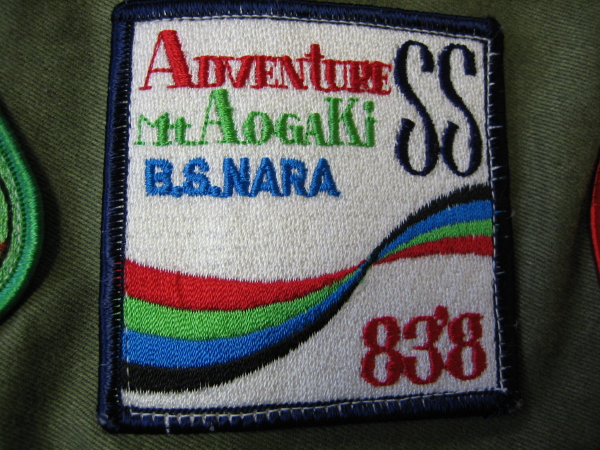 ADVENTURE SS
Mt. AOGAKi
B.S.NARA
83'8